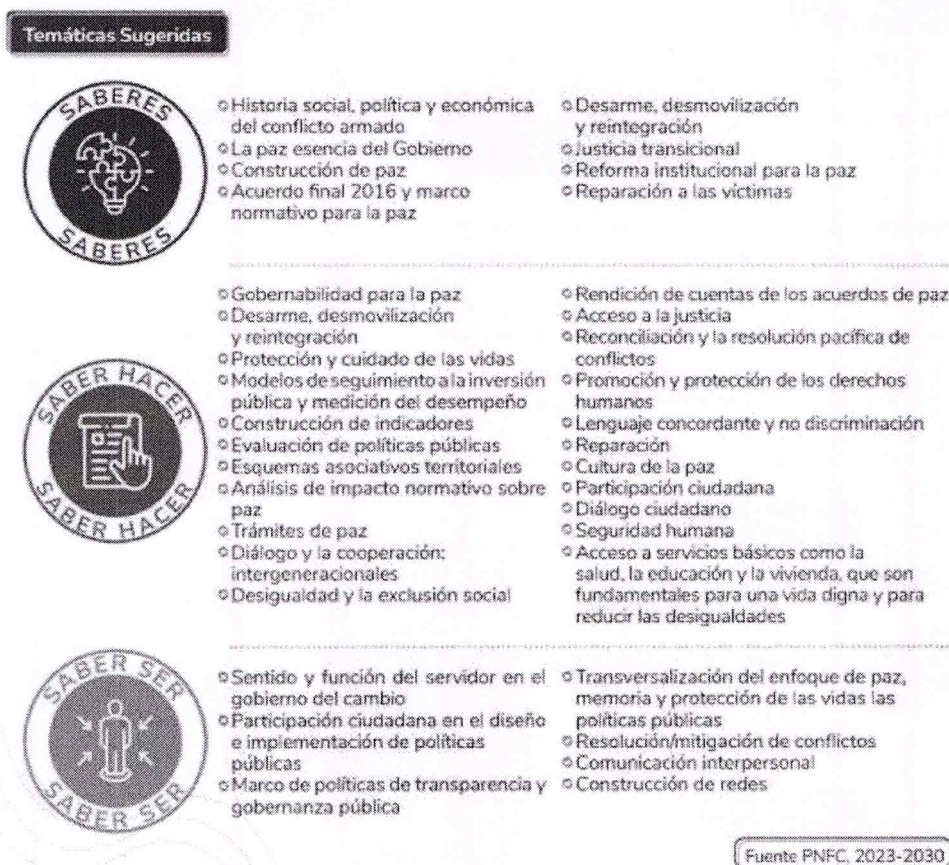 Temáticas Sugeridas
SABERES
SABERES
Historia social, política y económica
del conflicto armado
La paz esencia del Gobierno
Construcción de paz
Acuerdo final 2016 y marco
normativo para la paz
Desarme, desmovilización
y reintegración
Justicia transicional
Reforma institucional para la paz
Reparación a las víctimas
SABER HACER
SABER HACER
Gobernabilidad para la paz
Desarme, desmovilización
y reintegración
Protección y cuidado de las vidas
Modelos de seguimiento a la inversión
pública y medición del desempeño
Construcción de indicadores
Evaluación de políticas públicas
Esquemas asociativos territoriales
Análisis de impacto normativo sobre
paz
Trámites de paz
Diálogo y la cooperación:
intergeneracionales
Desigualdad y la exclusión social
Rendición de cuentas de los acuerdos de paz
Acceso a la justicia
Reconciliación y la resolución pacífica de
conflictos
Promoción y protección de los derechos
humanos
Lenguaje concordante y no discriminación
Reparación
Cultura de la paz
Participación ciudadana
Diálogo ciudadano
Seguridad humana
Acceso a servicios básicos como la
salud, la educación y la vivienda, que son
fundamentales para una vida digna y para
reducir las desigualdades
SABER SER
SABER SER
Sentido y función del servidor en el
gobierno del cambio
Participación ciudadana en el diseño
e implementación de políticas
públicas
Marco de políticas de transparencia y
gobernanza pública
Transversalización del enfoque de paz,
memoria y protección de las vidas las
políticas públicas
Resolución/mitigación de conflictos
Comunicación interpersonal
Construcción de redes
Fuente PNFC, 2023-2030